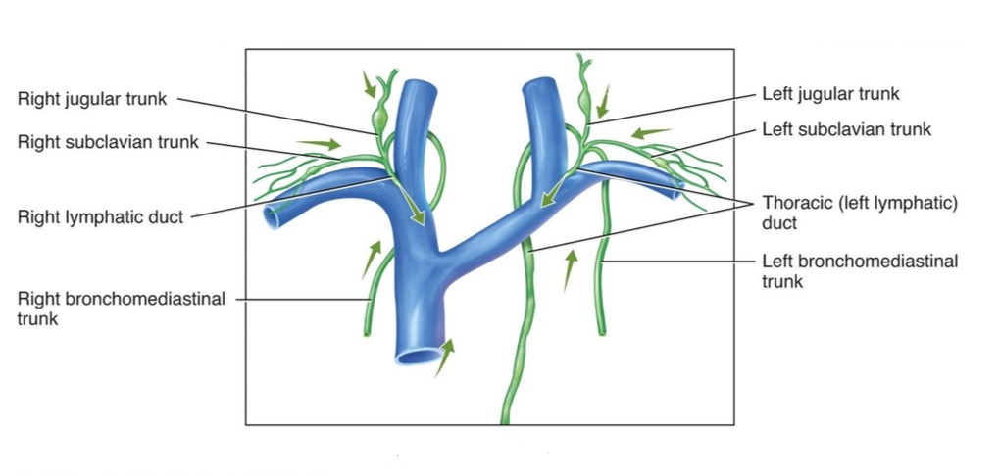 Right jugular trunk
Right subclavian trunk
Right lymphatic duct
Right bronchomediastinal
trunk
Left jugular trunk
Left subclavian trunk
Thoracic (left lymphatic)
duct
Left bronchomediastinal
trunk